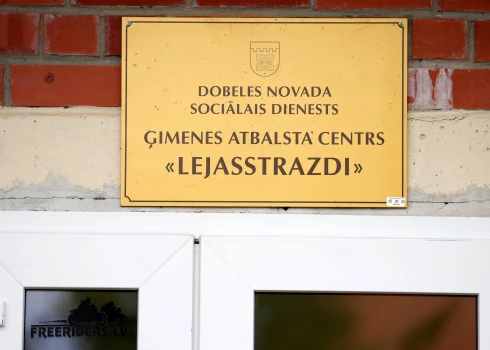 DOBELES NOVADA
SOCIĀLAIS DIENESTS
ĢIMENES ATBALSTA CENTRS
«LEJASSTRAZDI»
FREERIDERS.LV